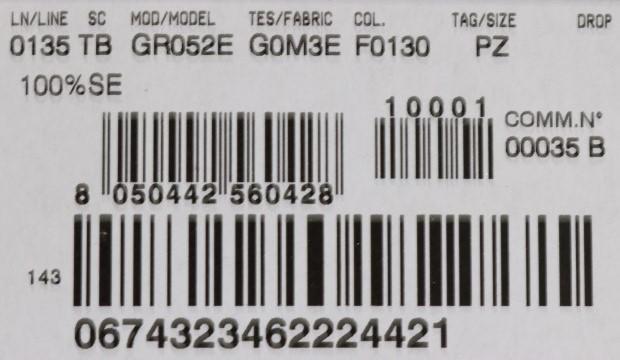 LN/LINE SC MOD/MODEL TES/FABRIC COL. TAG/SIZE DROP
0135 TB GR052E G0M3E F0130 PZ
100%SE
10001
COMM.N°
00035 B
8 050442 560428
143
0674323462224421